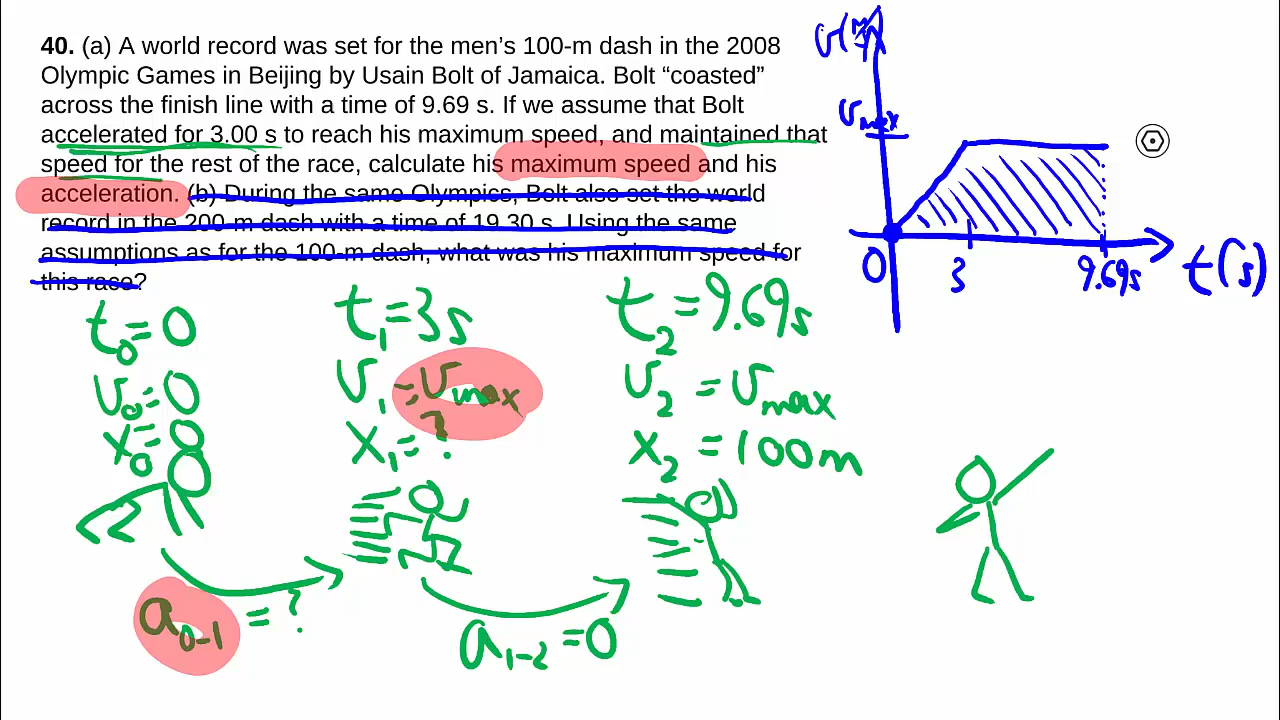 40. (a) A world record was set for the men's 100-m dash in the 2008
Olympic Games in Beijing by Usain Bolt of Jamaica. Bolt “coasted”
across the finish line with a time of 9.69 s. If we assume that Bolt
accelerated for 3.00 s to reach his maximum speed, and maintained that
speed for the rest of the race, calculate his maximum speed and his
acceleration. (b) During the same Olympics, Bolt also set the world
record in the 200-m dash with a time of 19.30 s. Using the same
assumptions as for the 100-m dash, what was his maximum speed for
this race?
v_max
0 3 9.69s t(s)
t₀=0 t₁=3s t₂=9.69s
v₀=0 v₁=v_max v₂=v_max
x₀=0 x₁=? x₂=100m
a₀₋₁=? a₁₋₂=0